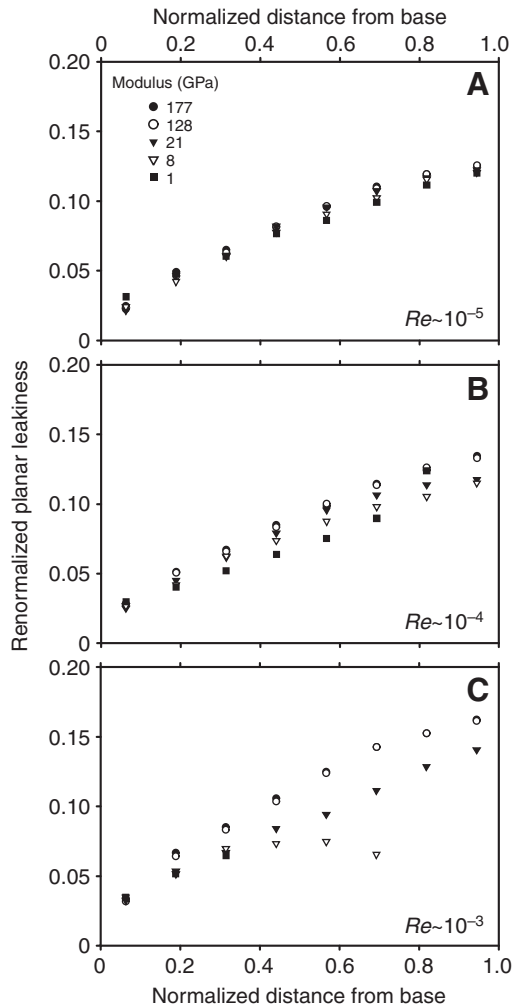 Normalized distance from base
0 0.2 0.4 0.6 0.8 1.0
0.20
A
Modulus (GPa)
177
128
21
8
1
0.15
0.10
0.05
0
Re~10⁻⁵
0.20
B
0.15
0.10
0.05
0
Re~10⁻⁴
Renormalized planar leakiness
0.20
C
0.15
0.10
0.05
0
Re~10⁻³
0 0.2 0.4 0.6 0.8 1.0
Normalized distance from base